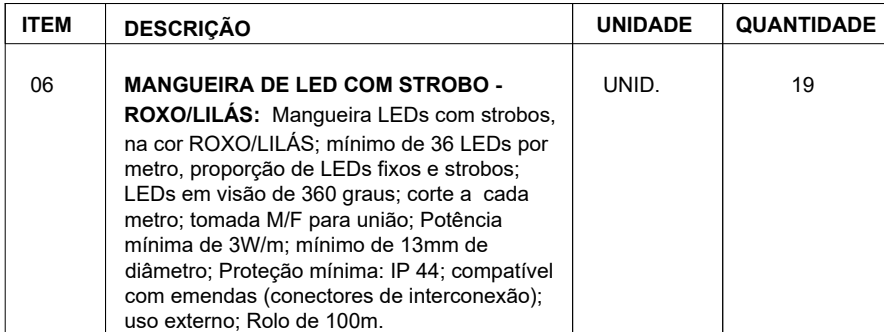 ITEM DESCRIÇÃO UNIDADE QUANTIDADE
06 MANGUEIRA DE LED COM STROBO - UNID. 19
ROXO/LILÁS: Mangueira LEDs com strobos,
na cor ROXO/LILÁS; mínimo de 36 LEDs por
metro, proporção de LEDs fixos e strobos;
LEDs em visão de 360 graus; corte a cada
metro; tomada M/F para união; Potência
mínima de 3W/m; mínimo de 13mm de
diâmetro; Proteção mínima: IP 44; compatível
com emendas (conectores de interconexão);
uso externo; Rolo de 100m.